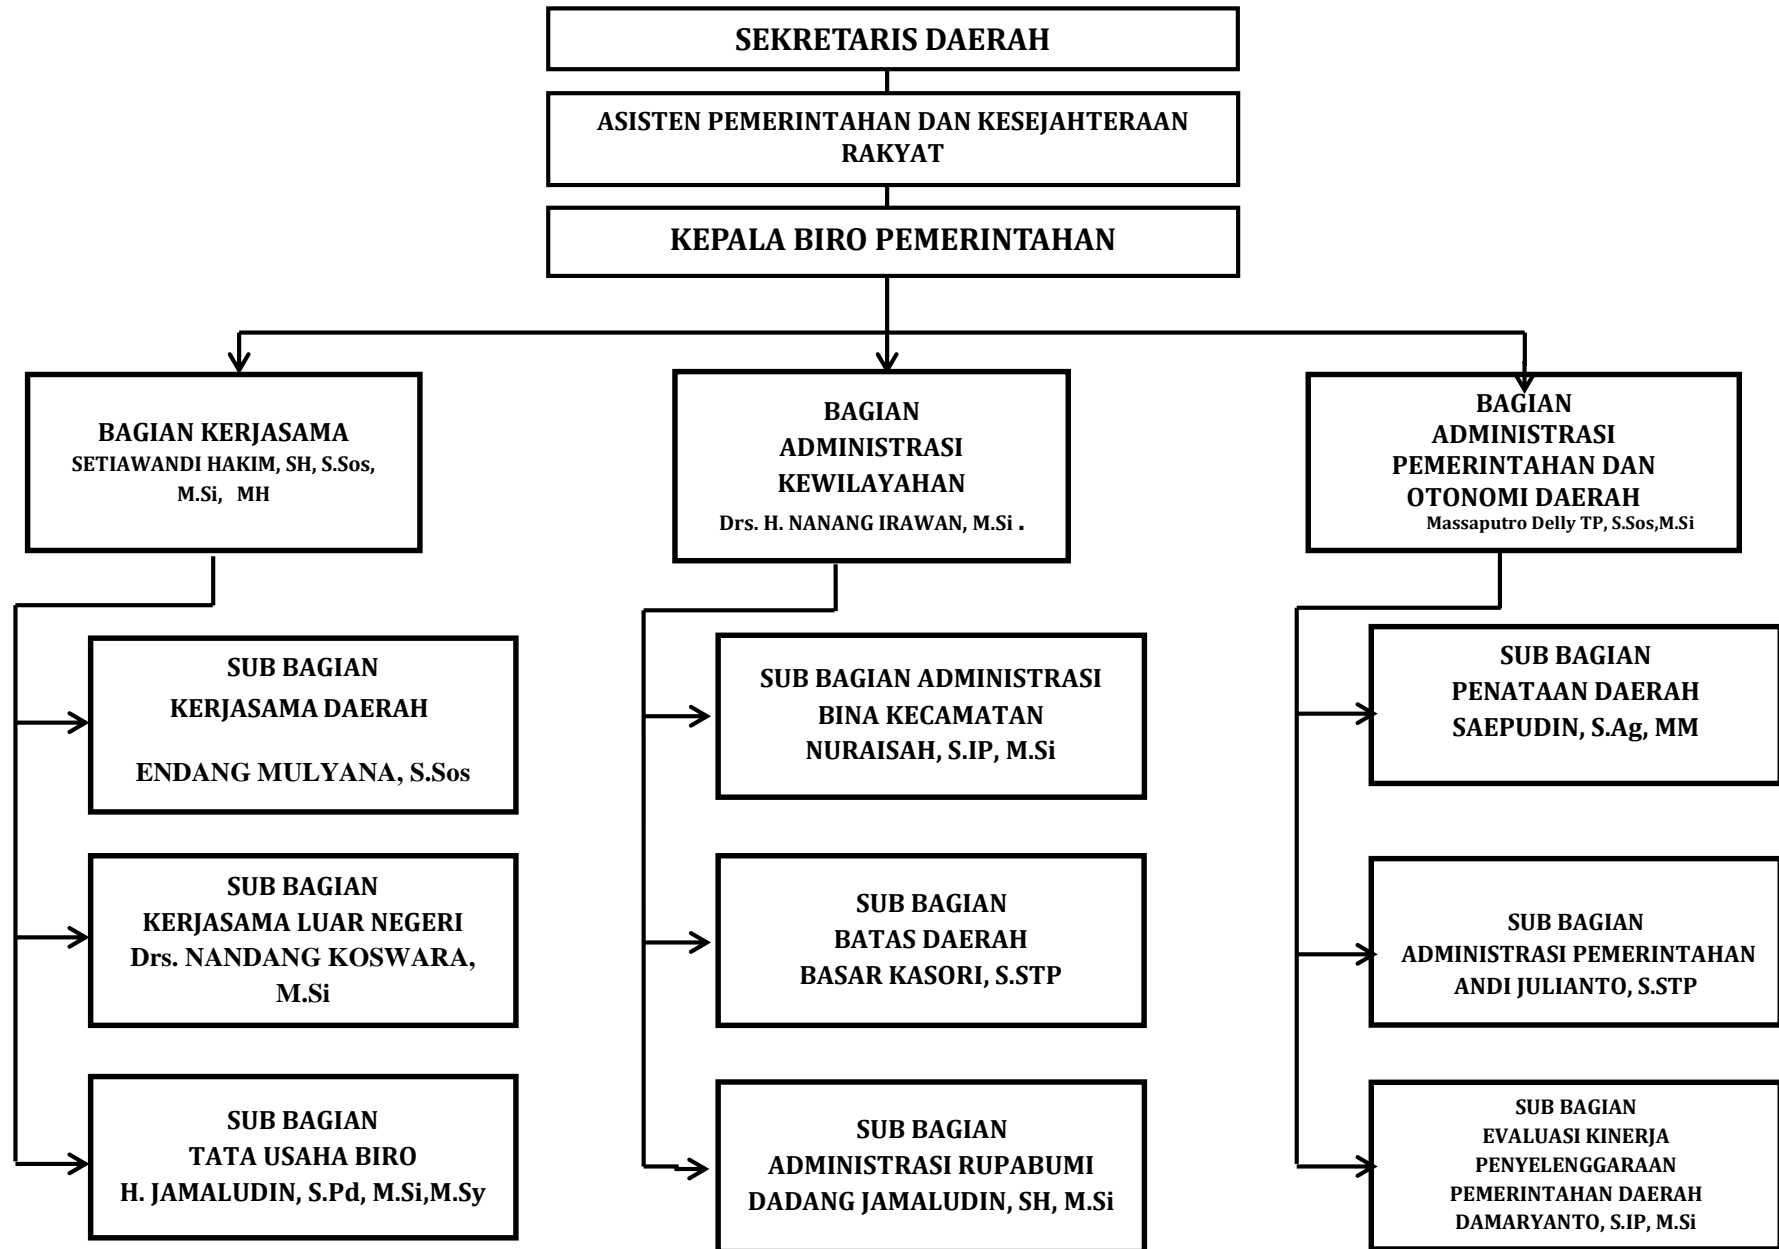 SEKRETARIS DAERAH
ASISTEN PEMERINTAHAN DAN KESEJAHTERAAN
RAKYAT
KEPALA BIRO PEMERINTAHAN
BAGIAN KERJASAMA
SETIAWANDI HAKIM, SH, S.Sos,
M.Si, MH
BAGIAN
ADMINISTRASI
KEWILAYAHAN
Drs. H. NANANG IRAWAN, M.Si .
BAGIAN
ADMINISTRASI
PEMERINTAHAN DAN
OTONOMI DAERAH
Massaputro Delly TP, S.Sos,M.Si
SUB BAGIAN
KERJASAMA DAERAH
ENDANG MULYANA, S.Sos
SUB BAGIAN ADMINISTRASI
BINA KECAMATAN
NURAISAH, S.IP, M.Si
SUB BAGIAN
PENATAAN DAERAH
SAEPUDIN, S.Ag, MM
SUB BAGIAN
KERJASAMA LUAR NEGERI
Drs. NANDANG KOSWARA,
M.Si
SUB BAGIAN
BATAS DAERAH
BASAR KASORI, S.STP
SUB BAGIAN
ADMINISTRASI PEMERINTAHAN
ANDI JULIANTO, S.STP
SUB BAGIAN
TATA USAHA BIRO
H. JAMALUDIN, S.Pd, M.Si,M.Sy
SUB BAGIAN
ADMINISTRASI RUPABUMI
DADANG JAMALUDIN, SH, M.Si
SUB BAGIAN
EVALUASI KINERJA
PENYELENGGARAAN
PEMERINTAHAN DAERAH
DAMARYANTO, S.IP, M.Si